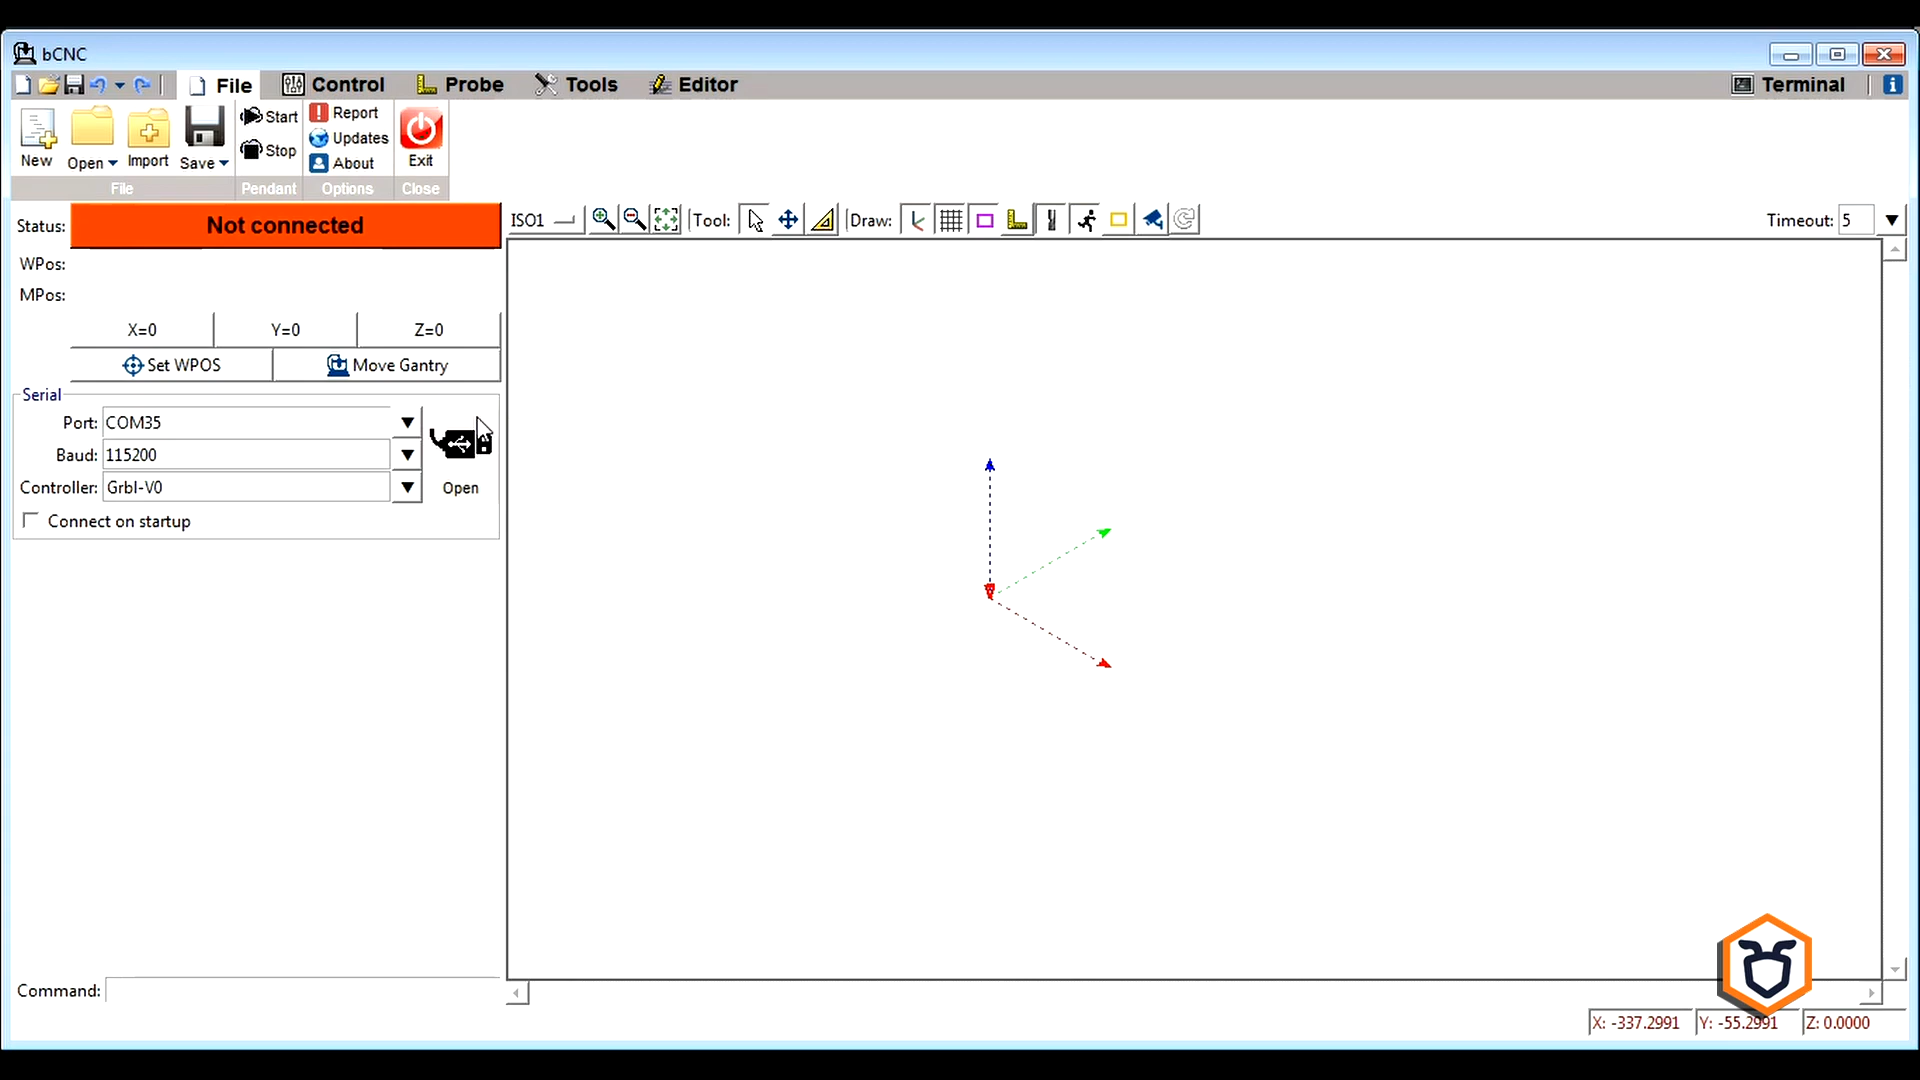 bCNC
File Control Probe Tools Editor Terminal
New Open Import Save Start Stop Report Updates About Exit
File Pendant Options Close
Status: Not connected
ISO1 Tool: Draw: Timeout: 5
WPos:
MPos:
X=0 Y=0 Z=0
Set WPOS Move Gantry
Serial
Port: COM35
Baud: 115200
Controller: Grbl-V0
Open
Connect on startup
Command:
X: -337.2991 Y: -55.2991 Z: 0.0000